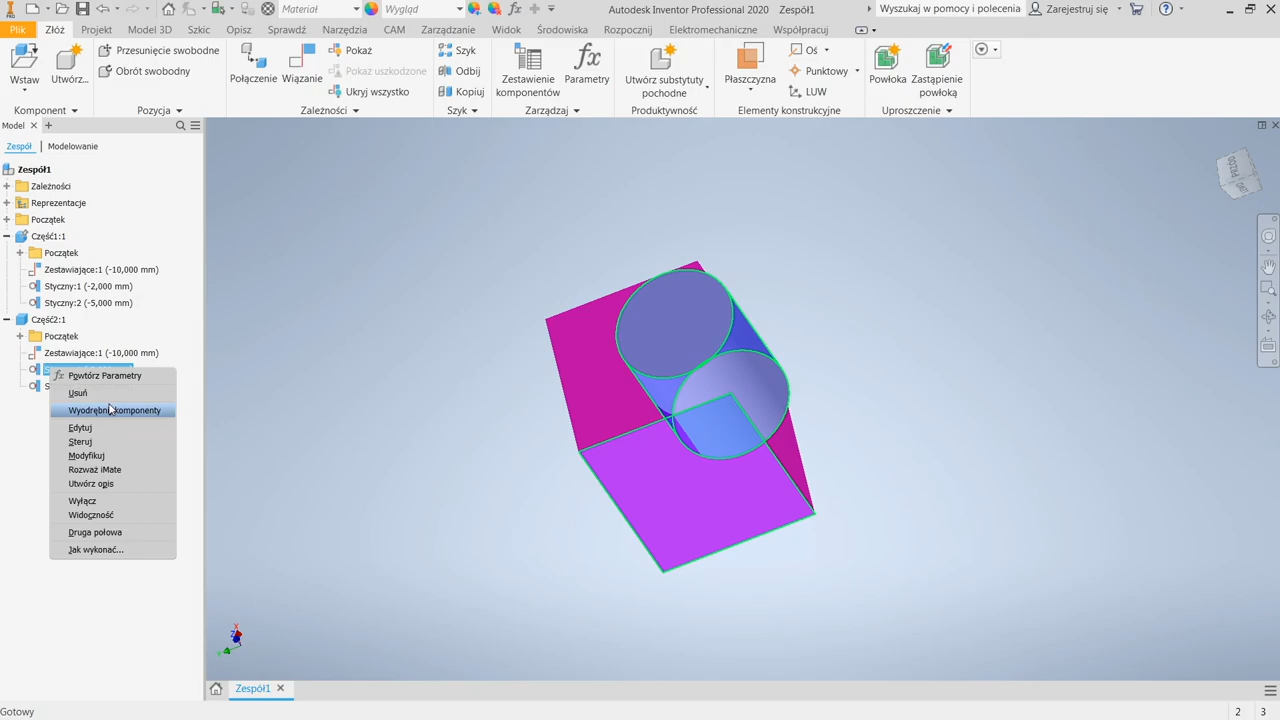 Materiał
Wygląd
Autodesk Inventor Professional 2020 Zespół1
Wyszukaj w pomocy i polecenia
Zarejestruj się
Plik Złóż Projekt Model 3D Szkic Opisz Sprawdź Narzędzia CAM Zarządzanie Widok Środowiska Rozpocznij Elektromechaniczne Współpracuj
Wstaw
Utwórz...
Przesunięcie swobodne
Obrót swobodny
Połączenie
Wiązanie
Pokaż
Pokaż uszkodzone
Ukryj wszystko
Szyk
Odbij
Kopiuj
Zestawienie
komponentów
Parametry
Utwórz substytuty
pochodne
Płaszczyzna
Oś
Punktowy
LUW
Powłoka
Zastąpienie
powłoką
Komponent Pozycja Zależności Szyk Zarządzaj Produktywność Elementy konstrukcyjne Uproszczenie
Model
Zespół Modelowanie
Zespół1
Zależności
Reprezentacje
Początek
Część1:1
Początek
Zestawiające:1 (-10,000 mm)
Styczny:1 (-2,000 mm)
Styczny:2 (-5,000 mm)
Część2:1
Początek
Zestawiające:1 (-10,000 mm)
Powtórz Parametry
Usuń
Wyodrębnij komponenty
Edytuj
Steruj
Modyfikuj
Rozważ iMate
Utwórz opis
Wyłącz
Widoczność
Druga połowa
Jak wykonać...
X
Z
Y
Zespół1
Gotowy
2 3